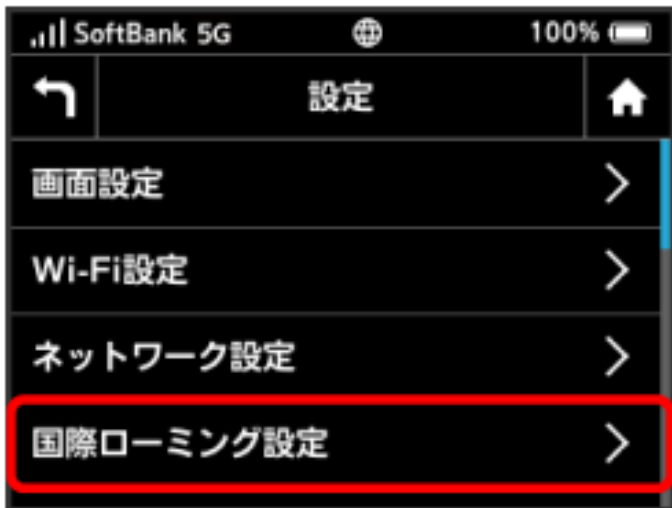 SoftBank 5G 100%
設定
画面設定
Wi-Fi設定
ネットワーク設定
国際ローミング設定